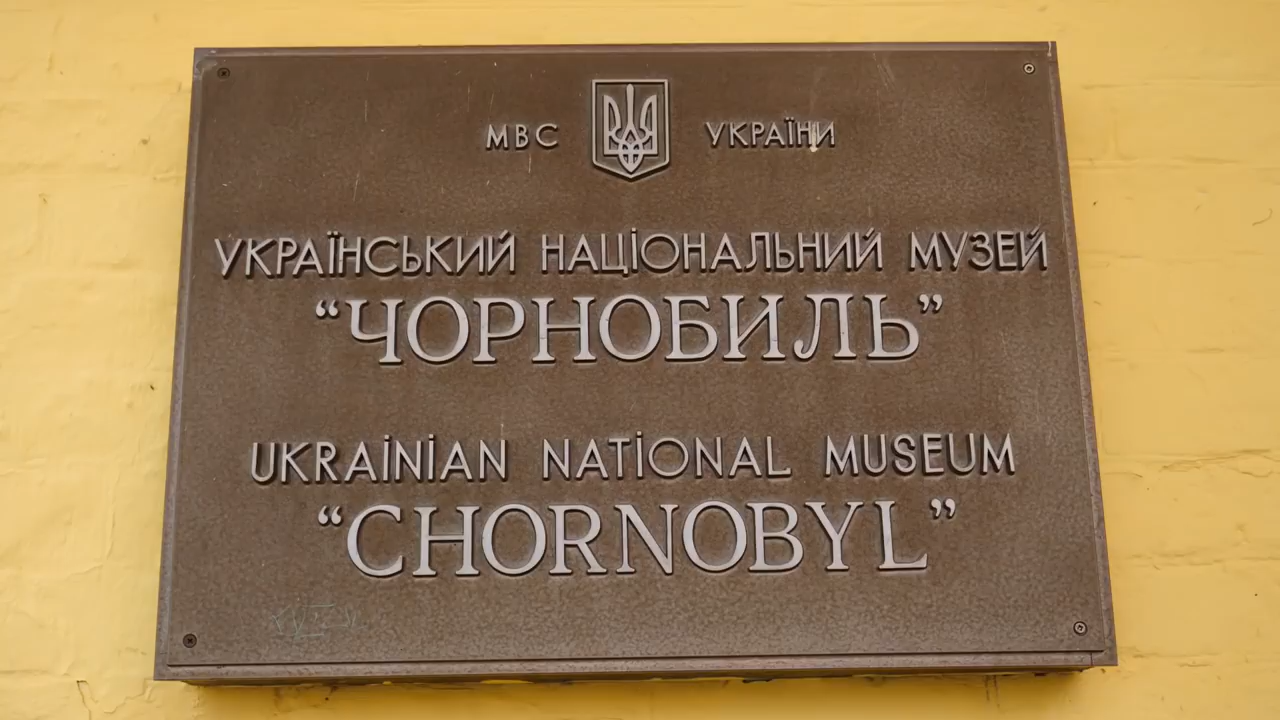 МВС УКРАЇНИ
УКРАЇНСЬКИЙ НАЦІОНАЛЬНИЙ МУЗЕЙ
“ЧОРНОБИЛЬ”
UKRAiNiAN NATiONAL MUSEUM
“CHORNOBYL”